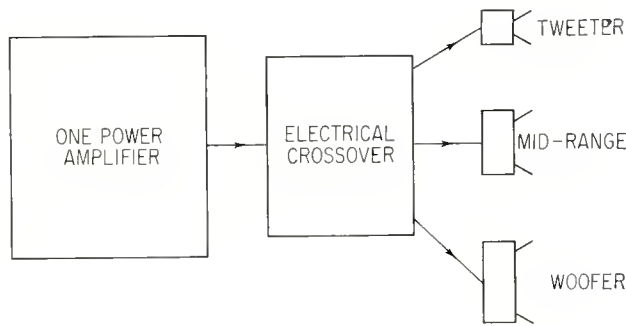 ONE POWER
AMPLIFIER
ELECTRICAL
CROSSOVER
TWEETER
MID-RANGE
WOOFER